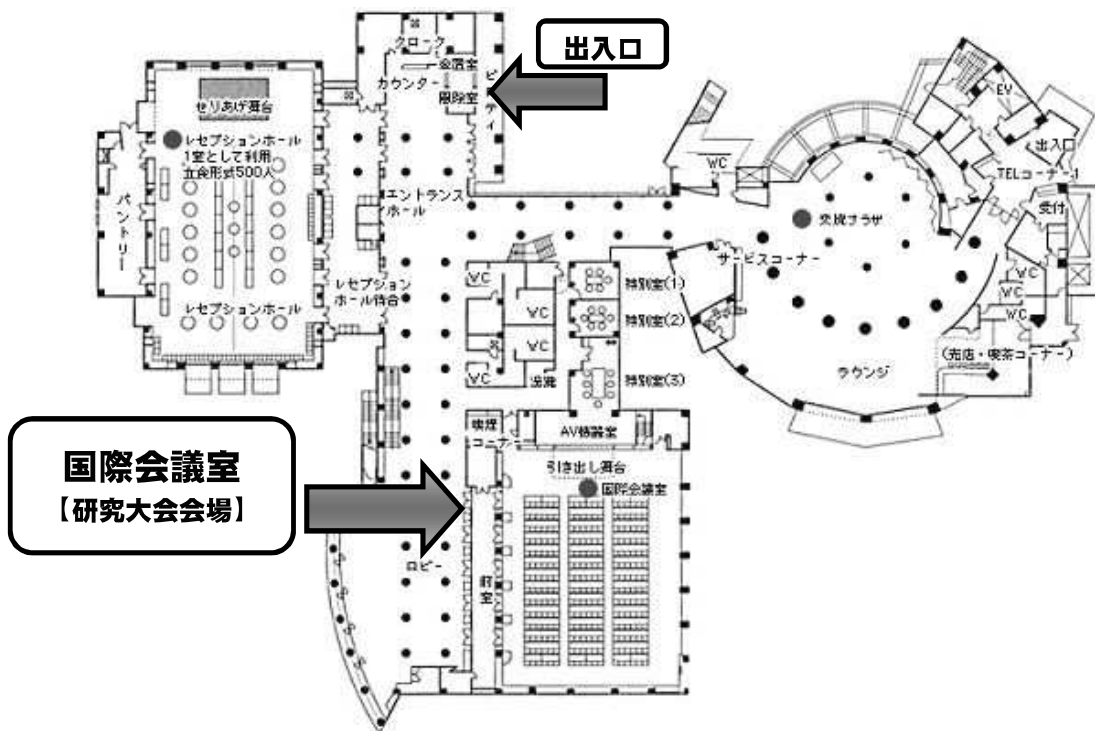 出入口
クローク
カウンター
せりあげ舞台
レセプションホール
1室として利用
立食形式500人
パントリー
エントランス
ホール
レセプション
ホール待合
レセプションホール
WC
WC
WC
WC
WC
特別室(1)
特別室(2)
特別室(3)
WC
EV
出入口
TELコーナー
受付
交流プラザ
サービスコーナー
WC
WC
WC
(売店・喫茶コーナー)
ラウンジ
喫煙
コーナー
AV機器室
引き出し舞台
国際会議室
国際会議室
【研究大会会場】
ロビー
前室